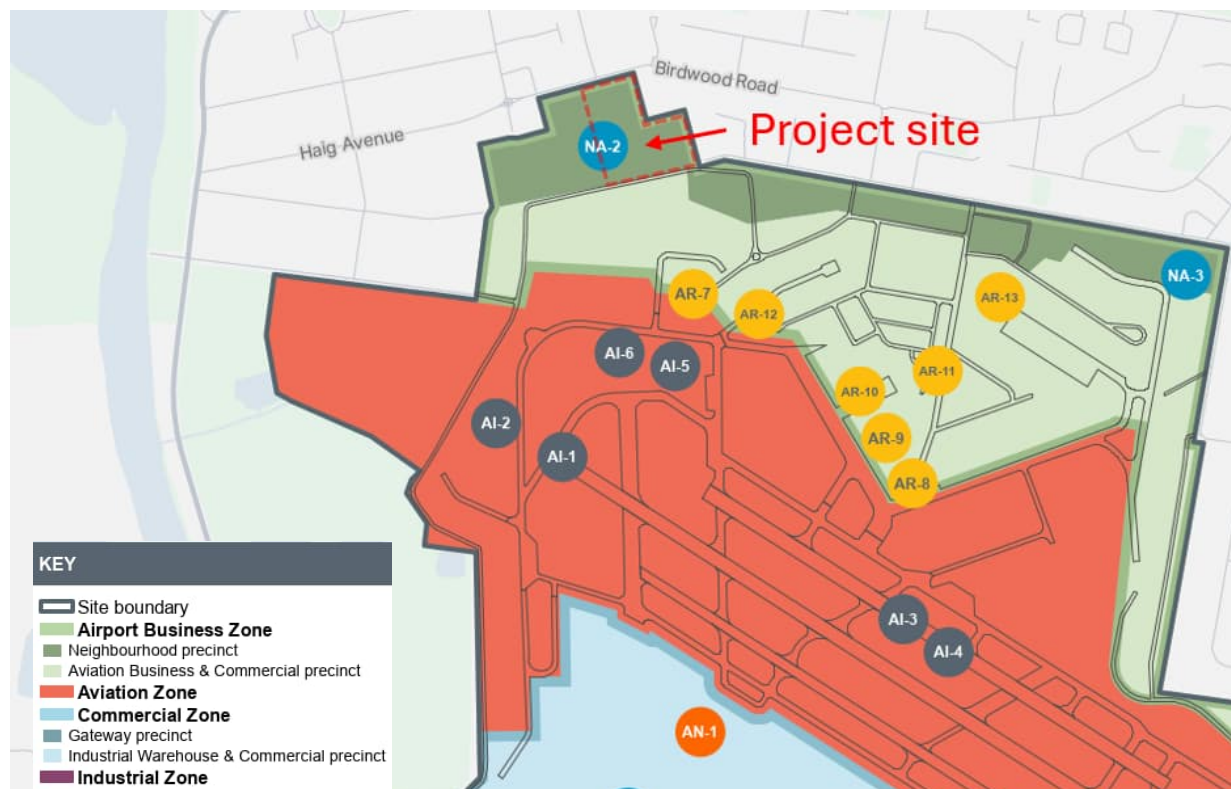 Birdwood Road
Haig Avenue
Project site
NA-2
NA-3
AR-7
AR-12
AR-13
AI-6
AI-5
AR-11
AR-10
AI-2
AR-9
AI-1
AR-8
AI-3
AI-4
AN-1
KEY
Site boundary
Airport Business Zone
Neighbourhood precinct
Aviation Business & Commercial precinct
Aviation Zone
Commercial Zone
Gateway precinct
Industrial Warehouse & Commercial precinct
Industrial Zone